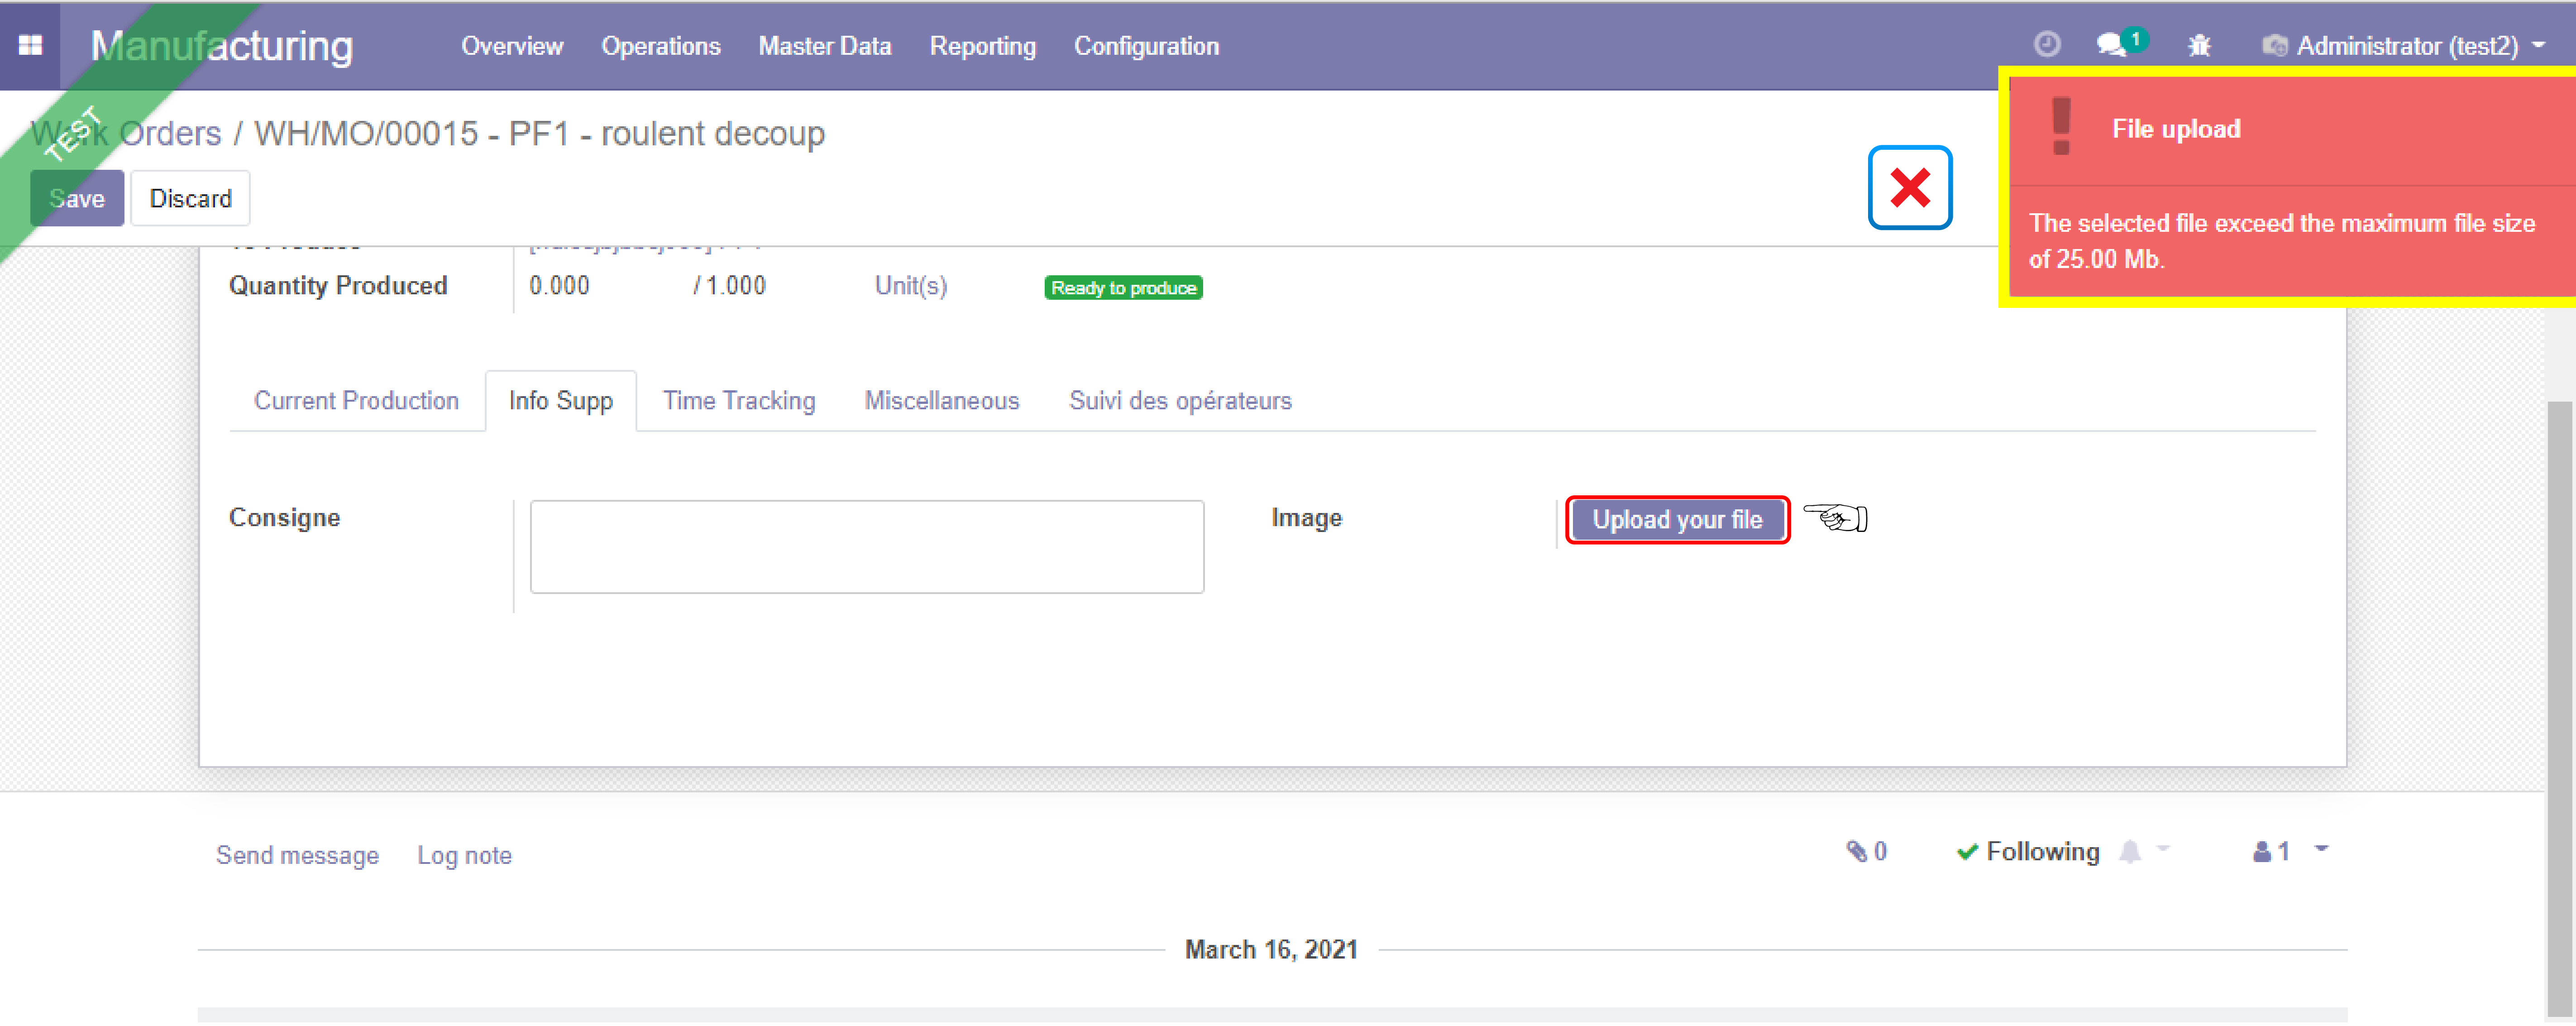 Manufacturing Overview Operations Master Data Reporting Configuration 1 Administrator (test2)
TEST
Work Orders / WH/MO/00015 - PF1 - roulent decoup
Save Discard
File upload
The selected file exceed the maximum file size
of 25.00 Mb.
Quantity Produced 0.000 / 1.000 Unit(s) Ready to produce
Current Production Info Supp Time Tracking Miscellaneous Suivi des opérateurs
Consigne Image Upload your file
Send message Log note 0 Following 1
March 16, 2021